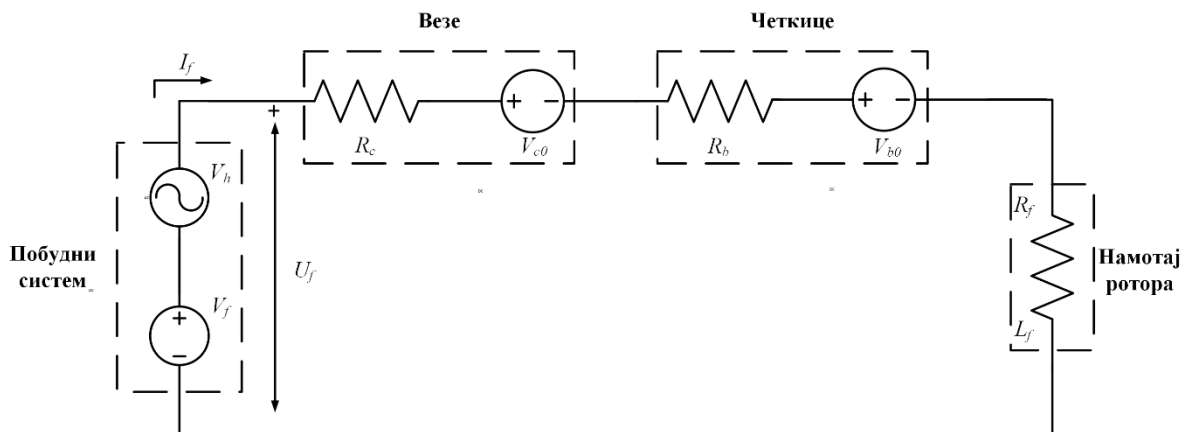 Везе
Четкице
I_f
+
+ -
+ -
R_c
V_c0
R_b
V_b0
V_h
R_f
Побудни
систем
U_f
Намотај
ротора
V_f
+
-
L_f